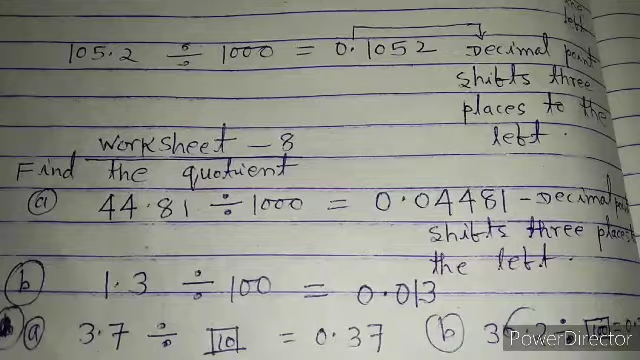 left
105.2 ÷ 1000 = 0.1052 Decimal point
shifts three
places to the
left.
Worksheet - 8
Find the quotient
(a) 44.81 ÷ 1000 = 0.04481 - Decimal point
shifts three places
the left.
(b) 1.3 ÷ 100 = 0.013
(a) 3.7 ÷ 10 = 0.37 (b)
PowerDirector